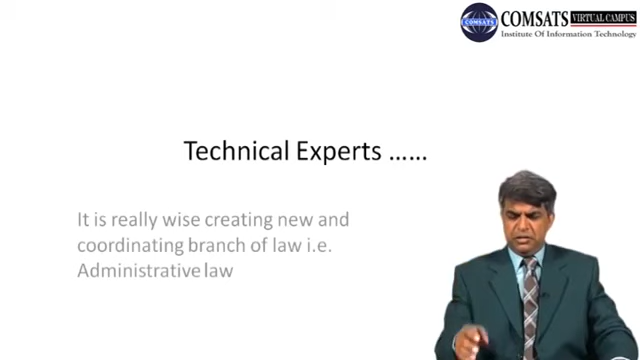 COMSATS
COMSATS VIRTUAL CAMPUS
Institute Of Information Technology
Technical Experts ......
It is really wise creating new and
coordinating branch of law i.e.
Administrative law